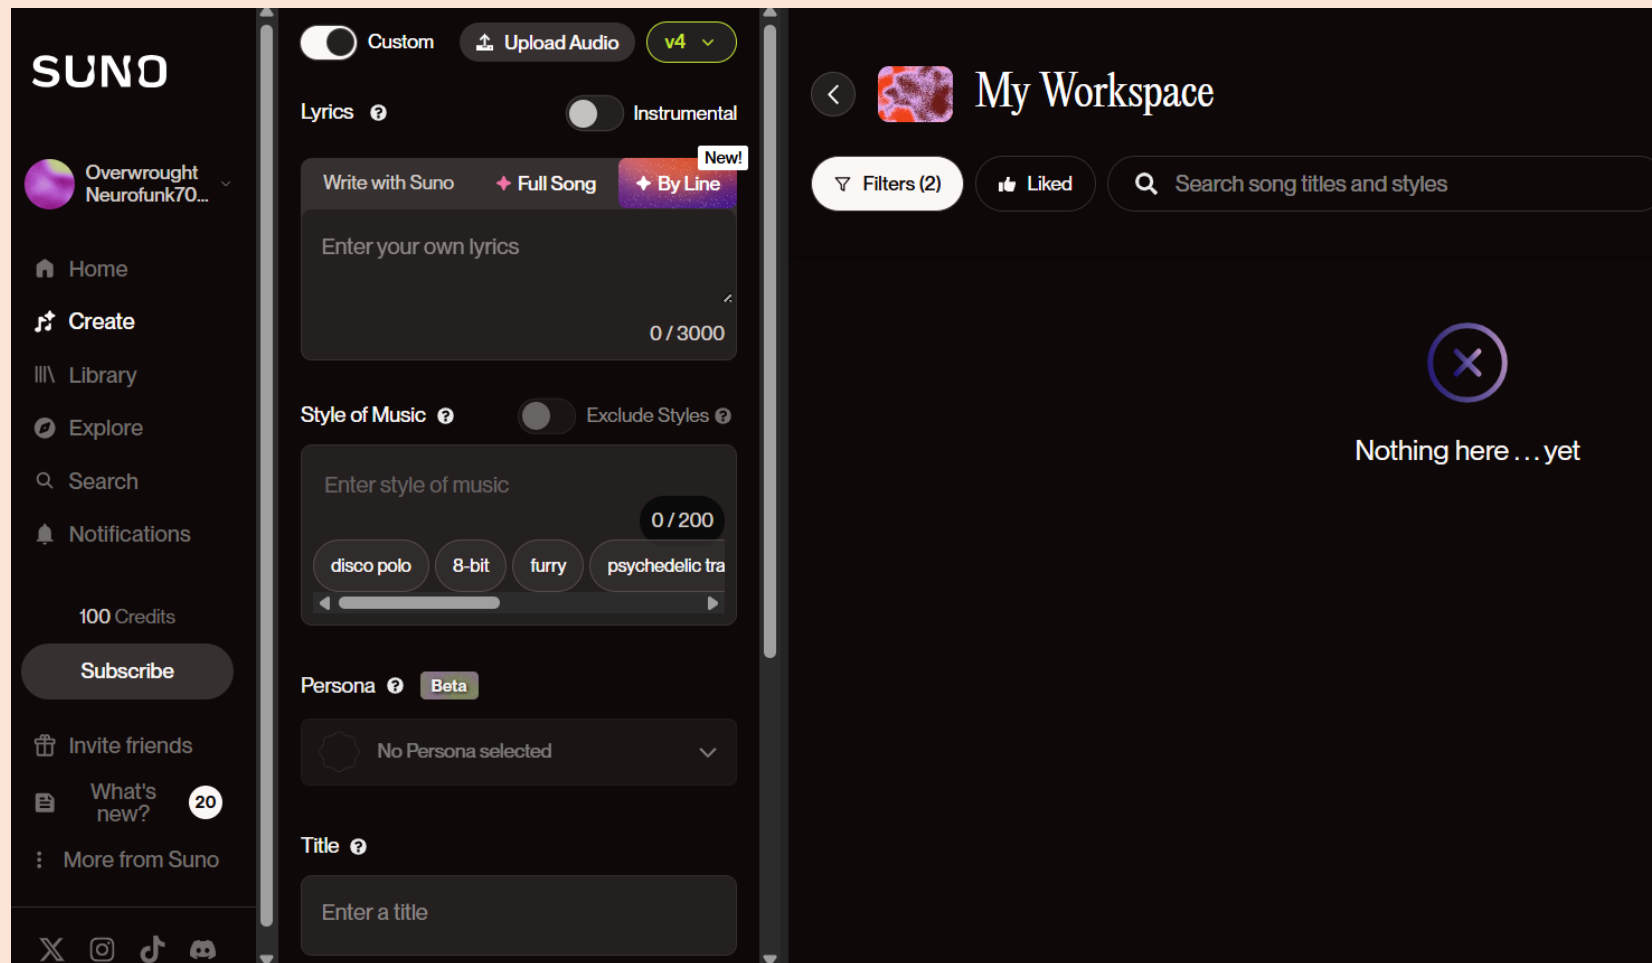 SUNO
Overwrought
Neurofunk70...
Home
Create
Library
Explore
Search
Notifications
100 Credits
Subscribe
Invite friends
What's
new?
20
More from Suno
Custom
Upload Audio
v4
Lyrics
Instrumental
New!
Write with Suno
Full Song
By Line
Enter your own lyrics
0 / 3000
Style of Music
Exclude Styles
Enter style of music
0 / 200
disco polo
8-bit
furry
psychedelic tra
Persona
Beta
No Persona selected
Title
Enter a title
My Workspace
Filters (2)
Liked
Search song titles and styles
Nothing here . . . yet